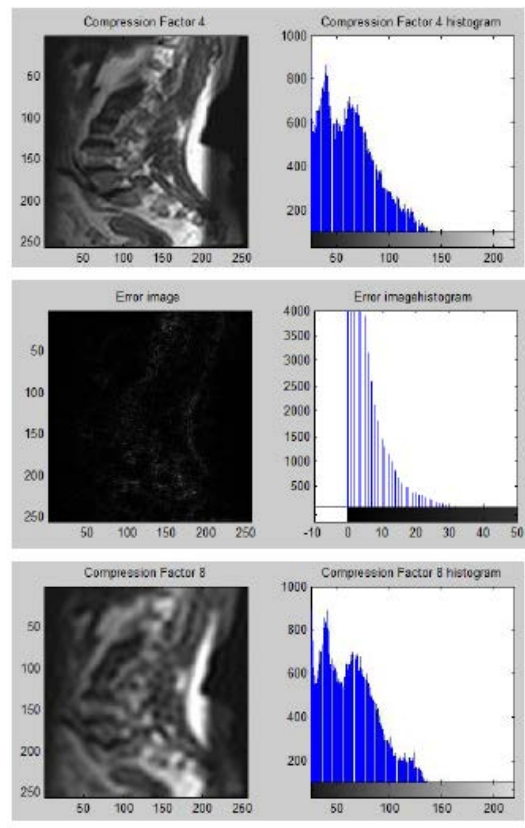 Compression Factor 4
50
100
150
200
250
50 100 150 200 250
Compression Factor 4 histogram
1000
800
600
400
200
50 100 150 200
Error image
50
100
150
200
250
50 100 150 200 250
Error imagehistogram
4000
3500
3000
2500
2000
1500
1000
500
-10 0 10 20 30 40 50
Compression Factor 8
50
100
150
200
250
50 100 150 200 250
Compression Factor 8 histogram
1000
800
600
400
200
50 100 150 200